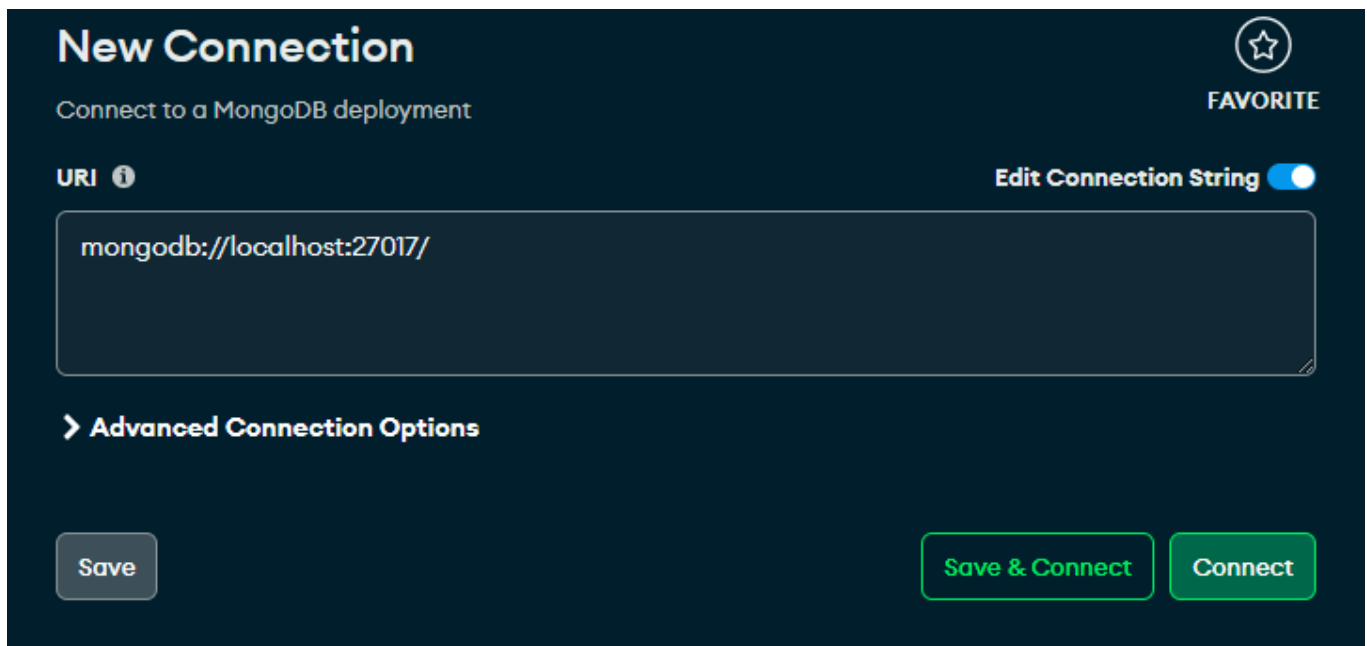 New Connection
FAVORITE
Connect to a MongoDB deployment
URI
Edit Connection String
mongodb://localhost:27017/
Advanced Connection Options
Save
Save & Connect
Connect